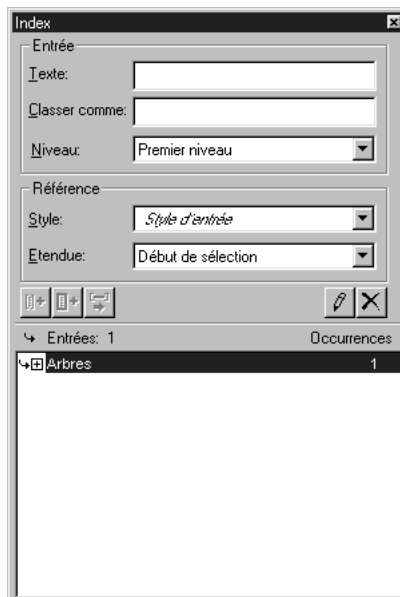 Index
Entrée
Texte:
Classer comme:
Niveau: Premier niveau
Référence
Style: Style d'entrée
Etendue: Début de sélection
Entrées: 1 Occurrences
Arbres 1